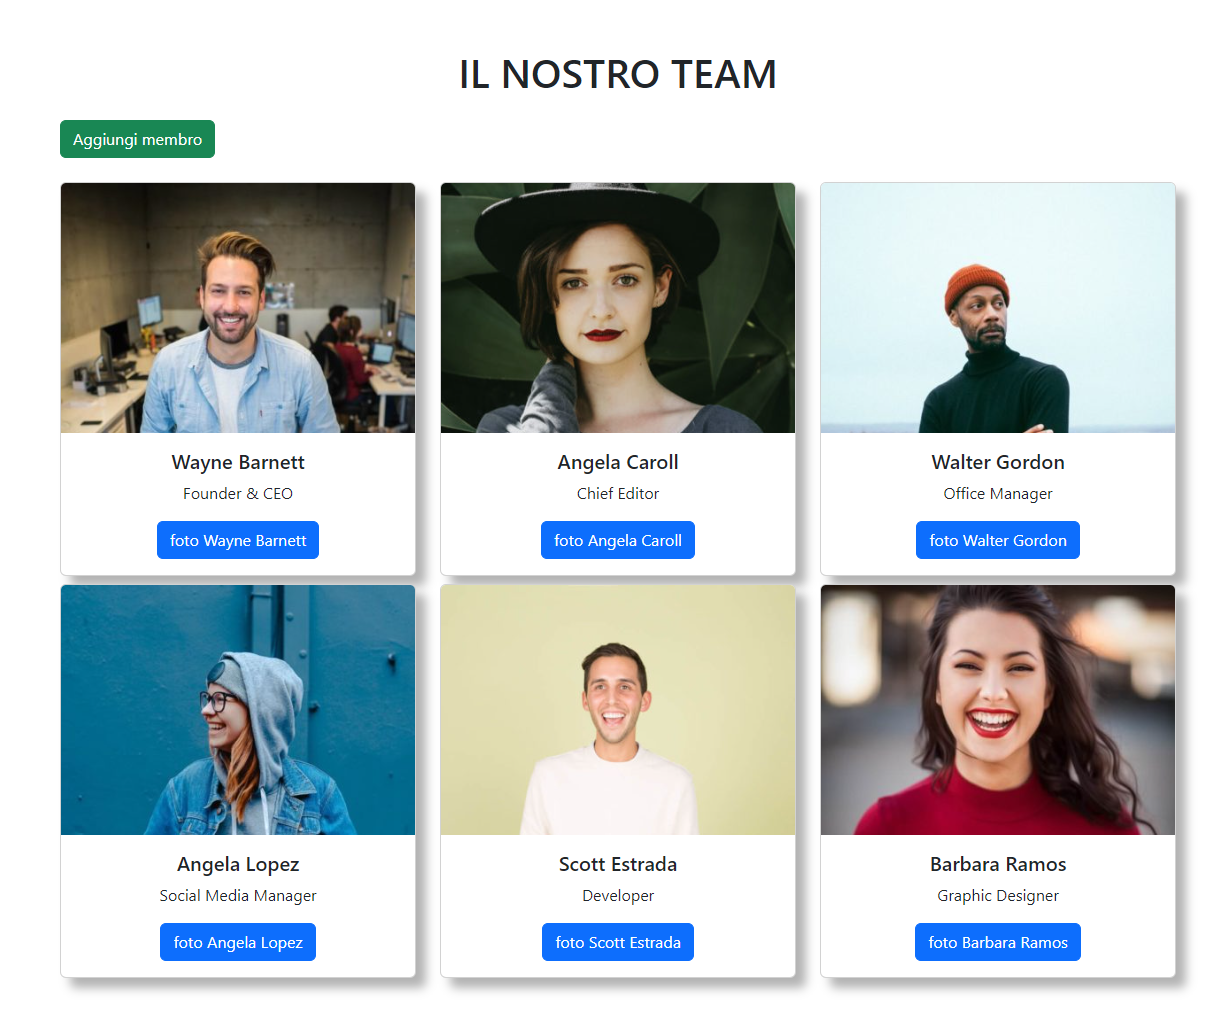 IL NOSTRO TEAM
Aggiungi membro
Wayne Barnett
Founder & CEO
foto Wayne Barnett
Angela Caroll
Chief Editor
foto Angela Caroll
Walter Gordon
Office Manager
foto Walter Gordon
Angela Lopez
Social Media Manager
foto Angela Lopez
Scott Estrada
Developer
foto Scott Estrada
Barbara Ramos
Graphic Designer
foto Barbara Ramos